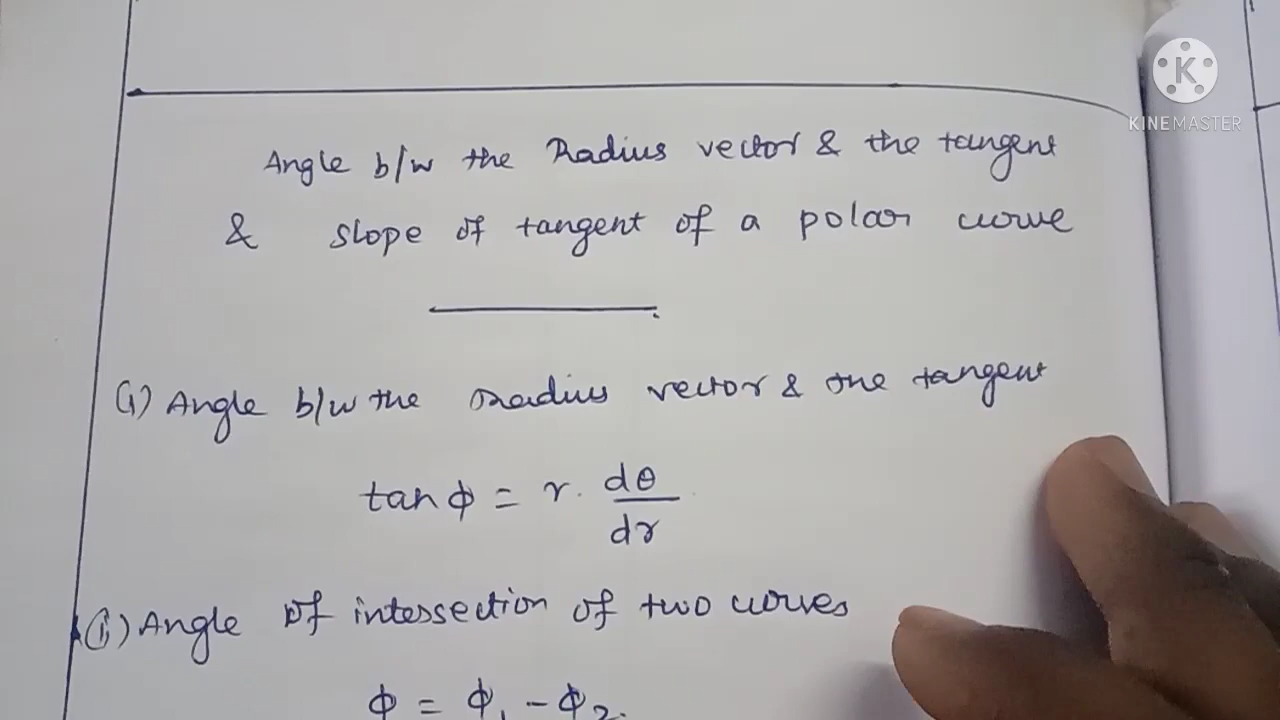 K
KINEMASTER
Angle b/w the Radius vector & the tangent
& slope of tangent of a polar curve
(i) Angle b/w the radius vector & the tangent
tan ϕ = r. dθ/dr
(ii) Angle of intersection of two curves
ϕ = ϕ₁ - ϕ₂.